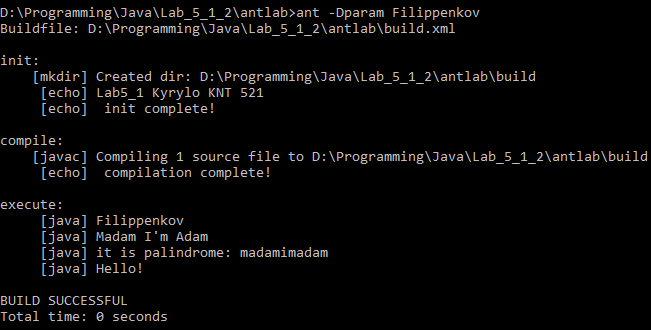 D:\Programming\Java\Lab_5_1_2\antlab>ant -Dparam Filippenkov
Buildfile: D:\Programming\Java\Lab_5_1_2\antlab\build.xml
init:
[mkdir] Created dir: D:\Programming\Java\Lab_5_1_2\antlab\build
[echo] Lab5_1 Kyrylo KNT 521
[echo]  init complete!
compile:
[javac] Compiling 1 source file to D:\Programming\Java\Lab_5_1_2\antlab\build
[echo]  compilation complete!
execute:
[java] Filippenkov
[java] Madam I'm Adam
[java] it is palindrome: madamimadam
[java] Hello!
BUILD SUCCESSFUL
Total time: 0 seconds